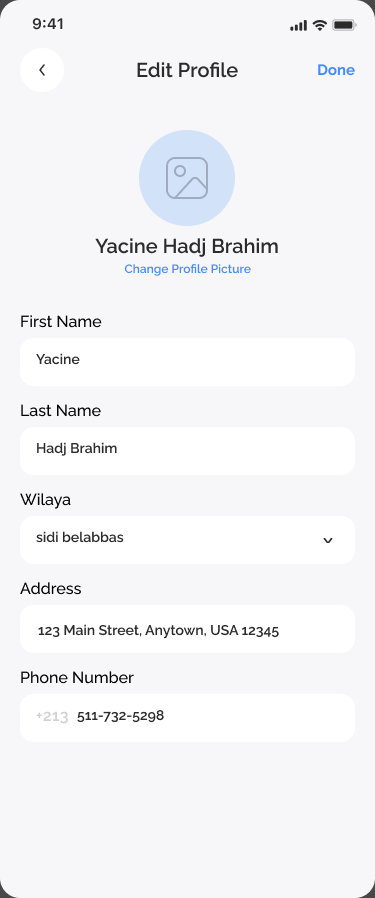 9:41
Edit Profile
Done
Yacine Hadj Brahim
Change Profile Picture
First Name
Yacine
Last Name
Hadj Brahim
Wilaya
sidi belabbas
Address
123 Main Street, Anytown, USA 12345
Phone Number
+213 511-732-5298